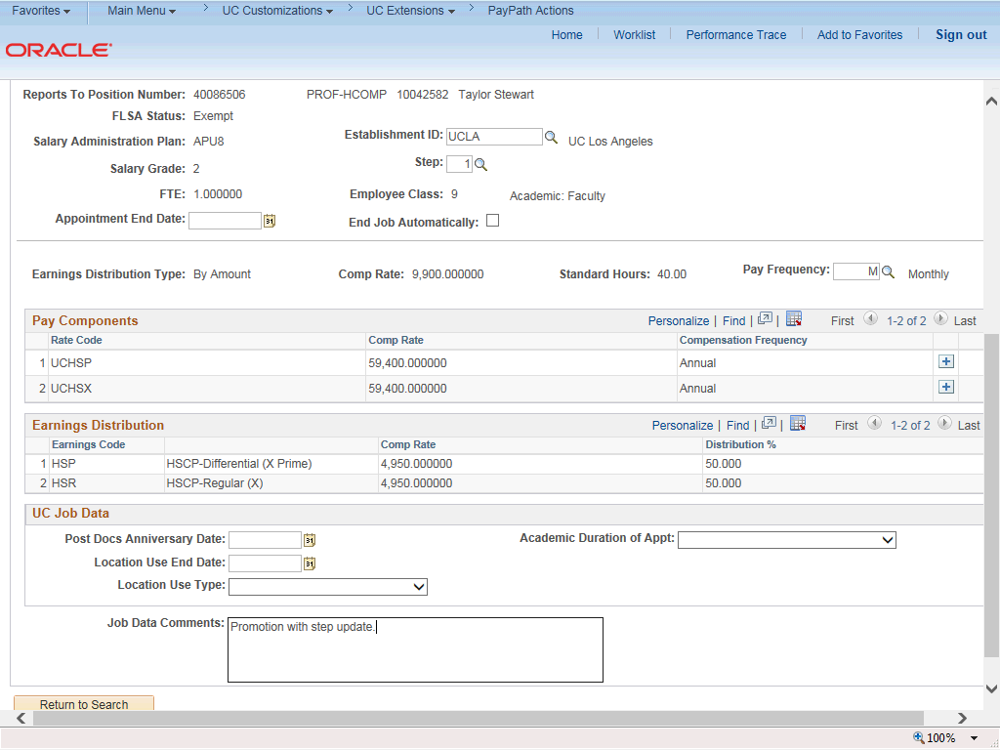 Favorites Main Menu UC Customizations UC Extensions PayPath Actions
Home Worklist Performance Trace Add to Favorites Sign out
ORACLE
Reports To Position Number: 40086506 PROF-HCOMP 10042582 Taylor Stewart
FLSA Status: Exempt
Establishment ID: UCLA UC Los Angeles
Salary Administration Plan: APU8
Step: 1
Salary Grade: 2
FTE: 1.000000 Employee Class: 9 Academic: Faculty
Appointment End Date: 31 End Job Automatically:
Earnings Distribution Type: By Amount Comp Rate: 9,900.000000 Standard Hours: 40.00 Pay Frequency: M Monthly
Pay Components Personalize | Find | | First 1-2 of 2 Last
Rate Code Comp Rate Compensation Frequency
1 UCHSP 59,400.000000 Annual
2 UCHSX 59,400.000000 Annual
Earnings Distribution Personalize | Find | | First 1-2 of 2 Last
Earnings Code Comp Rate Distribution %
1 HSP HSCP-Differential (X Prime) 4,950.000000 50.000
2 HSR HSCP-Regular (X) 4,950.000000 50.000
UC Job Data
Post Docs Anniversary Date: 31 Academic Duration of Appt:
Location Use End Date: 31
Location Use Type:
Job Data Comments: Promotion with step update.
Return to Search
100%